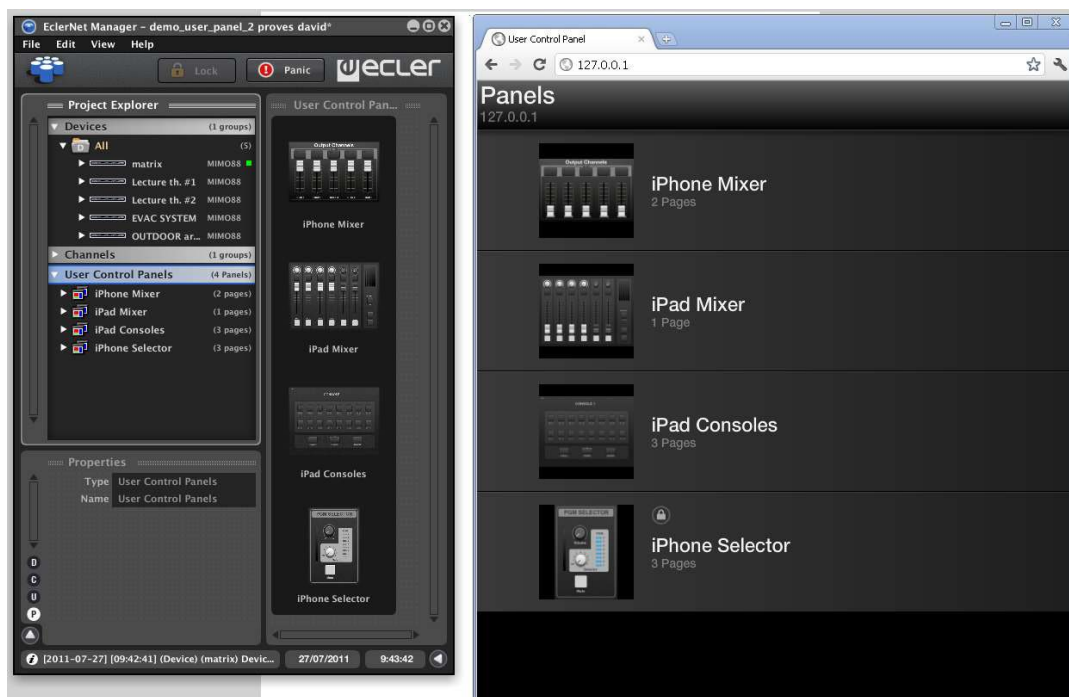 EclerNet Manager - demo_user_panel_2 proves david*
File Edit View Help
Lock
Panic
ecler
Project Explorer
Devices (1 groups)
All (5)
matrix MIMO88
Lecture th. #1 MIMO88
Lecture th. #2 MIMO88
EVAC SYSTEM MIMO88
OUTDOOR ar... MIMO88
Channels (1 groups)
User Control Panels (4 Panels)
iPhone Mixer (2 pages)
iPad Mixer (1 pages)
iPad Consoles (3 pages)
iPhone Selector (3 pages)
Properties
Type User Control Panels
Name User Control Panels
D
C
U
P
User Control Pan...
Output Channels
iPhone Mixer
iPad Mixer
iPad Consoles
PGM SELECTOR
iPhone Selector
[2011-07-27] [09:42:41] (Device) (matrix) Devic... 27/07/2011 9:43:42
User Control Panel
127.0.0.1
Panels
127.0.0.1
Output Channels
iPhone Mixer
2 Pages
iPad Mixer
1 Page
iPad Consoles
3 Pages
PGM SELECTOR
iPhone Selector
3 Pages